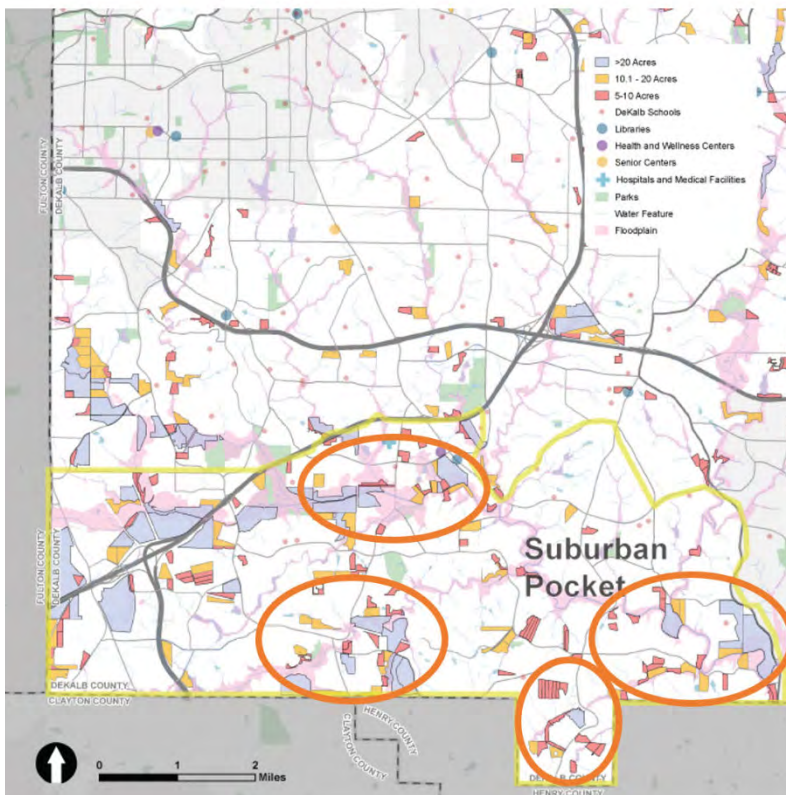 >20 Acres
10.1 - 20 Acres
5-10 Acres
DeKalb Schools
Libraries
Health and Wellness Centers
Senior Centers
Hospitals and Medical Facilities
Parks
Water Feature
Floodplain
FULTON COUNTY
DEKALB COUNTY
FULTON COUNTY
DEKALB COUNTY
Suburban
Pocket
DEKALB COUNTY
CLAYTON COUNTY
HENRY COUNTY
CLAYTON COUNTY
DEKALB COUNTY
HENRY COUNTY
0 1 2
Miles